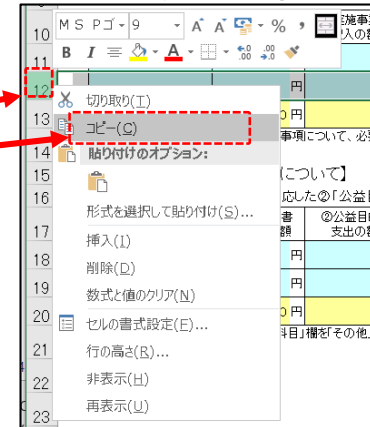 ＭＳ Ｐゴ 9 A A % ,
10
施事
入の額
B I
11
12
円
切り取り(T)
13
円
コピー(C)
事項について、必
14
貼り付けのオプション:
15
について】
16
応した②「公益目
形式を選択して貼り付け(S)...
書 ②公益目
17
額 支出の
挿入(I)
18
円
削除(D)
19
円
数式と値のクリア(N)
20
0 円
セルの書式設定(F)...
科目」欄を「その他
21
行の高さ(R)...
22
非表示(H)
再表示(U)
23